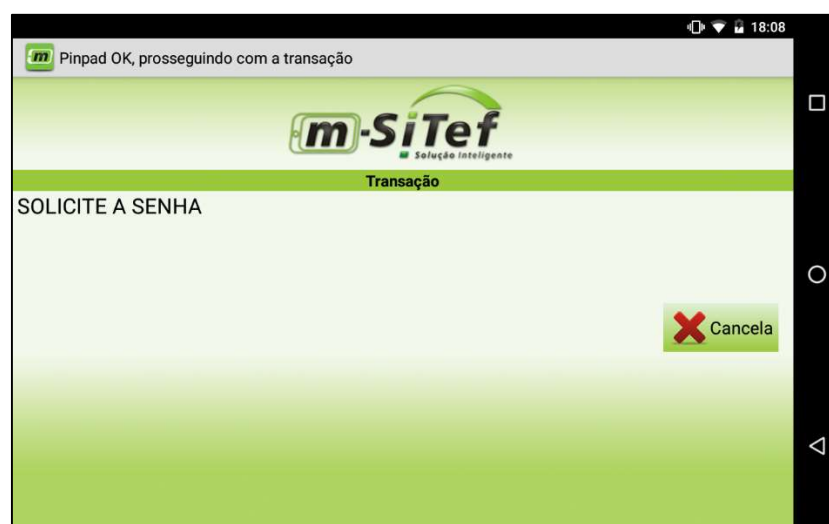 18:08
m Pinpad OK, prosseguindo com a transação
m-SiTef
Solução Inteligente
Transação
SOLICITE A SENHA
Cancela